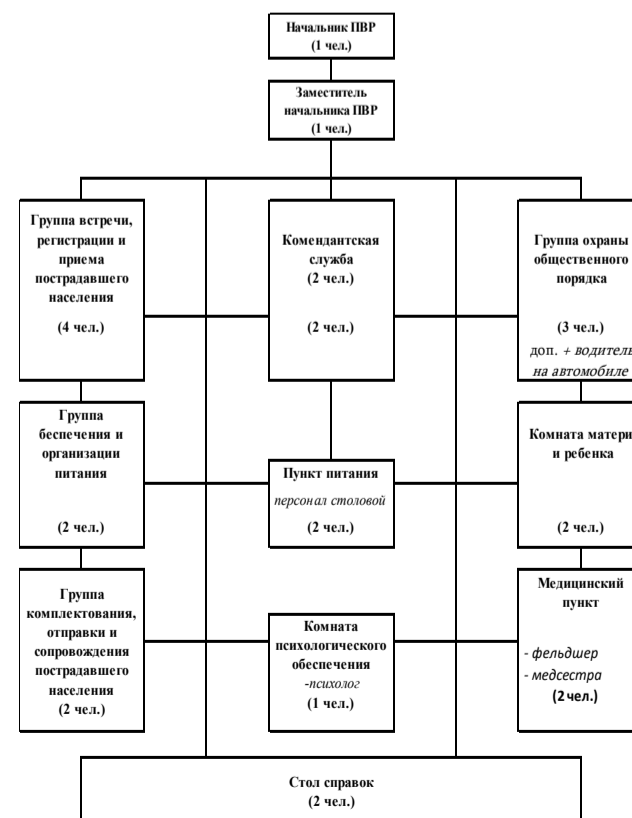 Начальник ПВР
(1 чел.)
Заместитель
начальника ПВР
(1 чел.)
Группа встречи,
регистрации и
приема
пострадавшего
населения
(4 чел.)
Комендантская
служба
(2 чел.)
(2 чел.)
Группа охраны
общественного
порядка
(3 чел.)
доп. + водитель
на автомобиле
Группа
беспечения и
организации
питания
(2 чел.)
Пункт питания
персонал столовой
(2 чел.)
Комната матери
и ребенка
(2 чел.)
Группа
комплектования,
отправки и
сопровождения
пострадавшего
населения
(2 чел.)
Комната
психологического
обеспечения
-психолог
(1 чел.)
Медицинский
пункт
- фельдшер
- медсестра
(2 чел.)
Стол справок
(2 чел.)